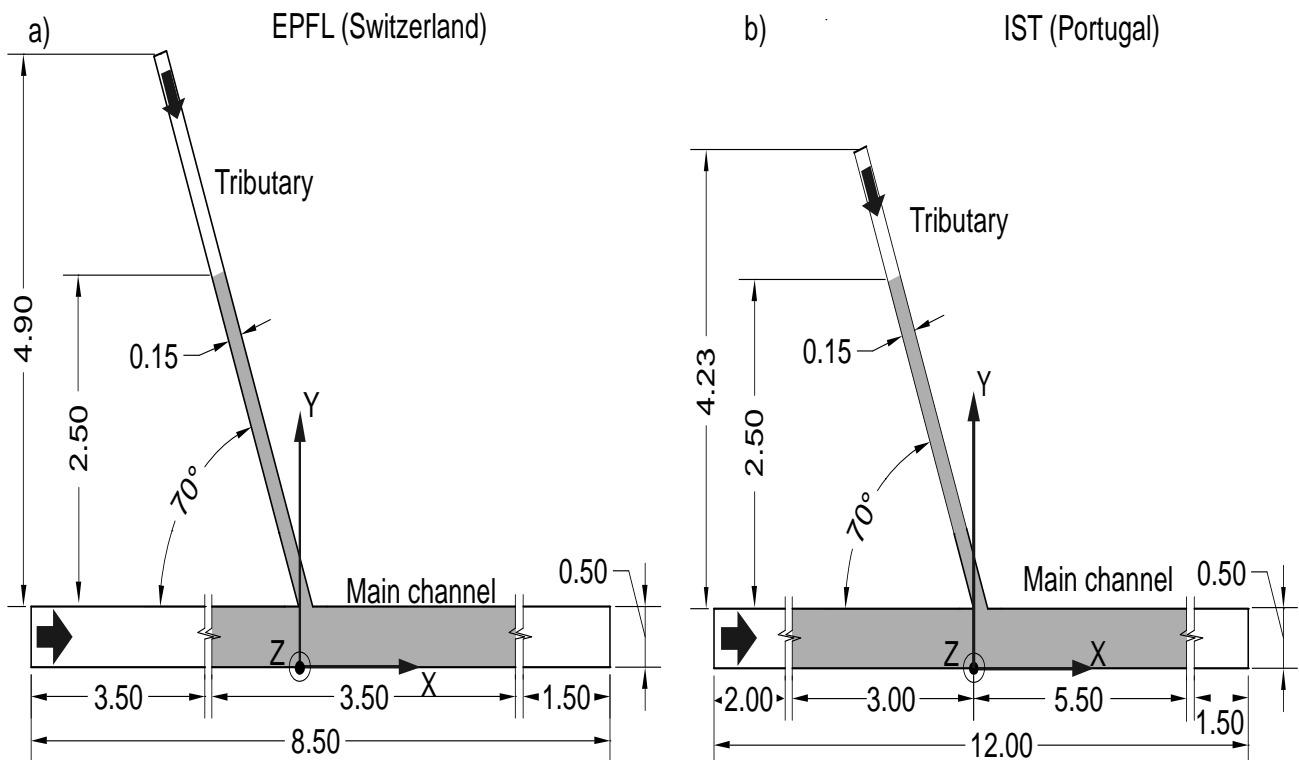 a) EPFL (Switzerland)
4.90
Tributary
2.50
0.15
70°
Y
Main channel
0.50
Z
X
3.50 3.50 1.50
8.50
b) IST (Portugal)
4.23
Tributary
2.50
0.15
70°
Y
Main channel
0.50
Z
X
2.00 3.00 5.50 1.50
12.00